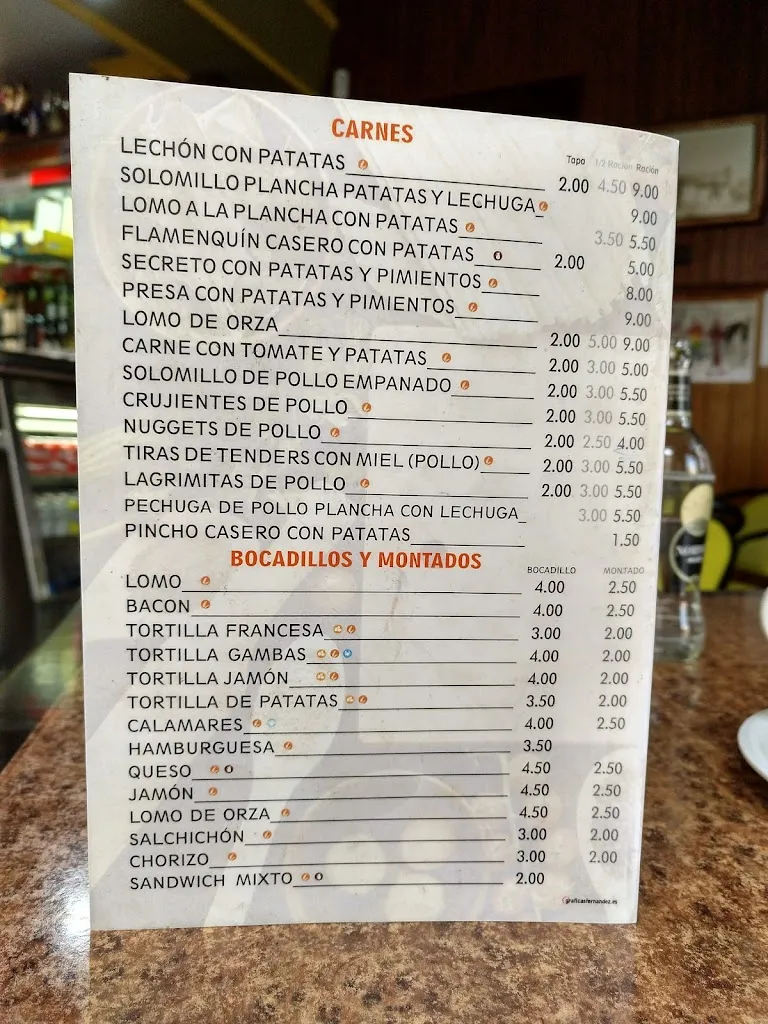 CARNES
Tapa 1/2 Ración Ración
LECHÓN CON PATATAS 2.00 4.50 9.00
SOLOMILLO PLANCHA PATATAS Y LECHUGA 9.00
LOMO A LA PLANCHA CON PATATAS 3.50 5.50
FLAMENQUÍN CASERO CON PATATAS 2.00 5.00
SECRETO CON PATATAS Y PIMIENTOS 8.00
PRESA CON PATATAS Y PIMIENTOS 9.00
LOMO DE ORZA 2.00 5.00 9.00
CARNE CON TOMATE Y PATATAS 2.00 3.00 5.00
SOLOMILLO DE POLLO EMPANADO 2.00 3.00 5.50
CRUJIENTES DE POLLO 2.00 3.00 5.50
NUGGETS DE POLLO 2.00 2.50 4.00
TIRAS DE TENDERS CON MIEL (POLLO) 2.00 3.00 5.50
LAGRIMITAS DE POLLO 2.00 3.00 5.50
PECHUGA DE POLLO PLANCHA CON LECHUGA 3.00 5.50
PINCHO CASERO CON PATATAS 1.50
BOCADILLOS Y MONTADOS
BOCADILLO MONTADO
LOMO 4.00 2.50
BACON 4.00 2.50
TORTILLA FRANCESA 3.00 2.00
TORTILLA GAMBAS 4.00 2.00
TORTILLA JAMÓN 4.00 2.00
TORTILLA DE PATATAS 3.50 2.00
CALAMARES 4.00 2.50
HAMBURGUESA 3.50
QUESO 4.50 2.50
JAMÓN 4.50 2.50
LOMO DE ORZA 4.50 2.50
SALCHICHÓN 3.00 2.00
CHORIZO 3.00 2.00
SANDWICH MIXTO 2.00
graficasfernandez.es